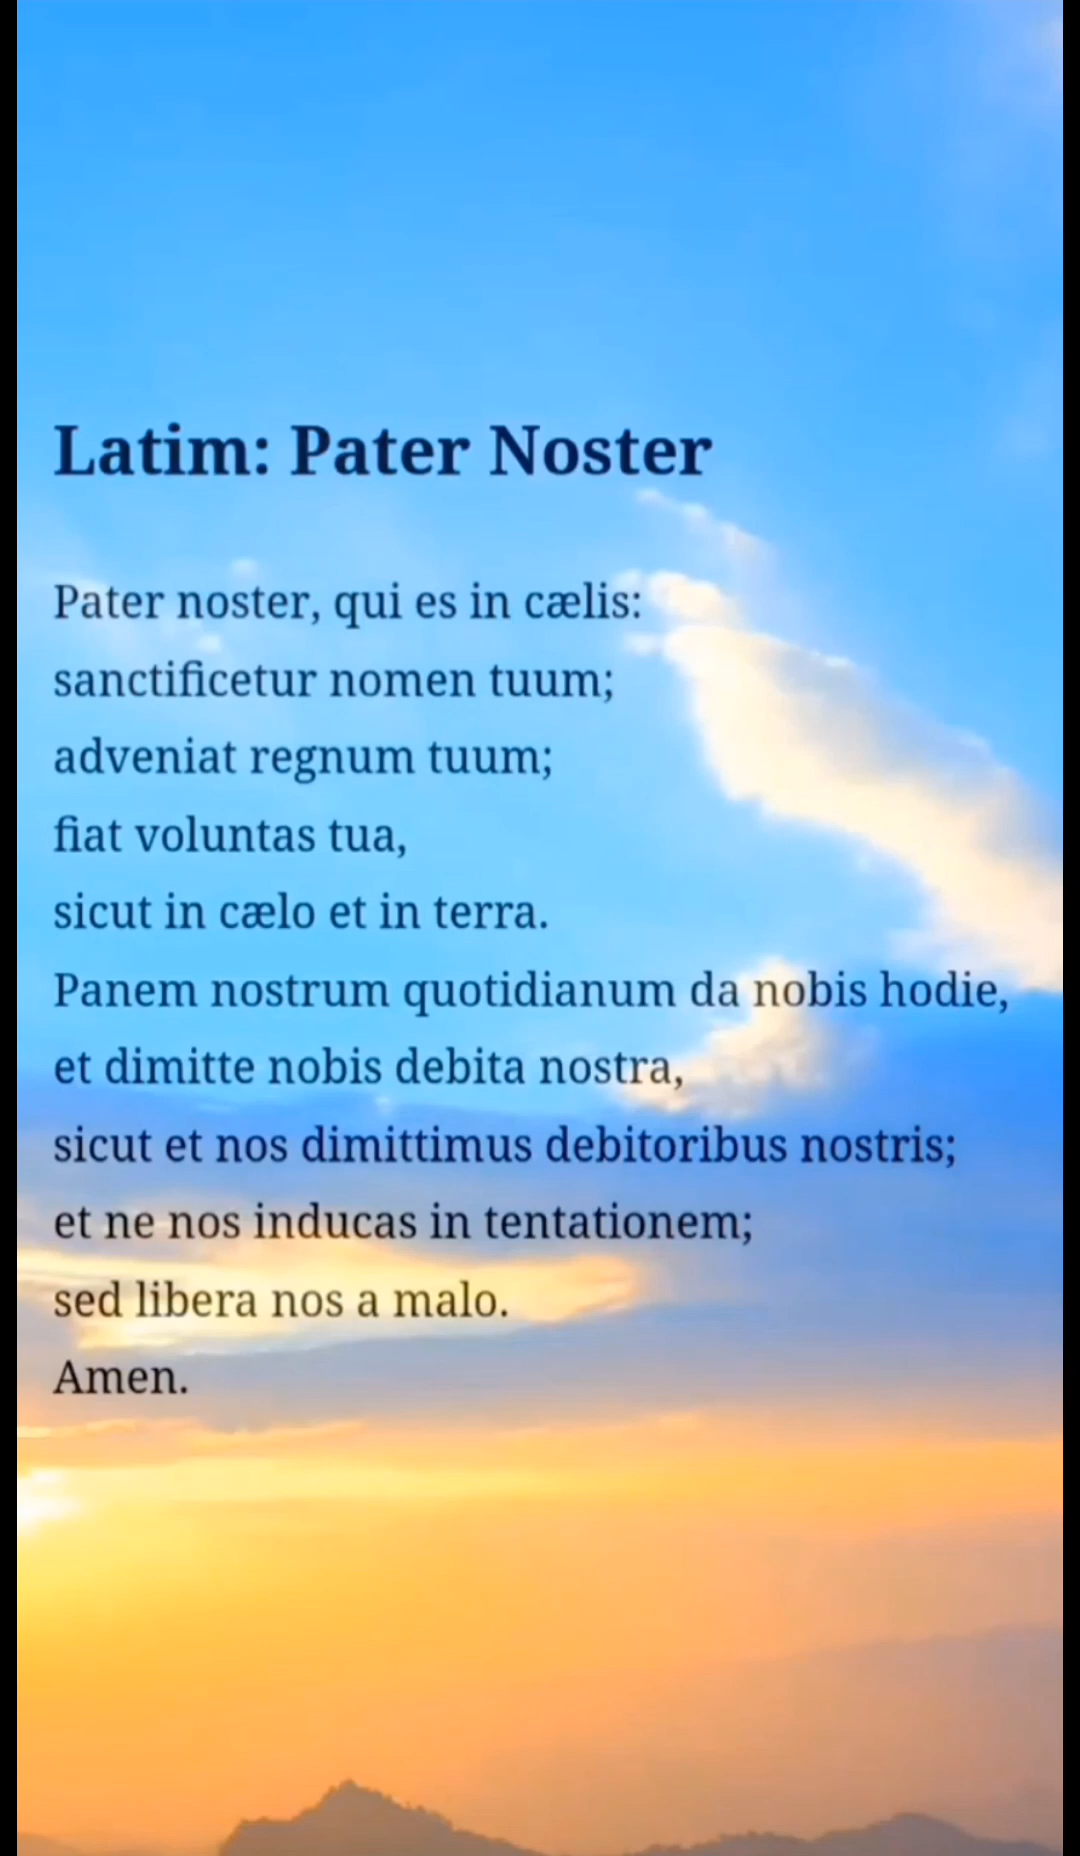 Latim: Pater Noster
Pater noster, qui es in cælis:
sanctificetur nomen tuum;
adveniat regnum tuum;
fiat voluntas tua,
sicut in cælo et in terra.
Panem nostrum quotidianum da nobis hodie,
et dimitte nobis debita nostra,
sicut et nos dimittimus debitoribus nostris;
et ne nos inducas in tentationem;
sed libera nos a malo.
Amen.